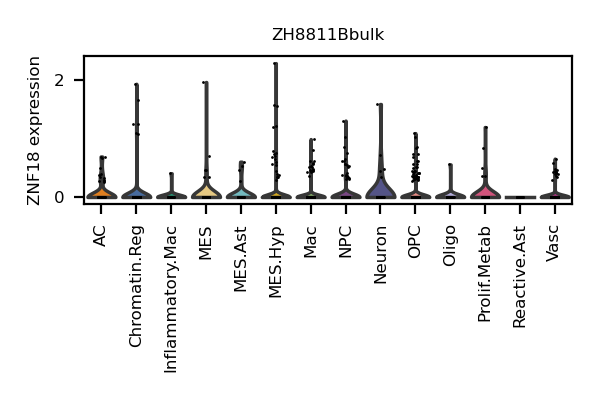 ZH8811Bbulk
ZNF18 expression
2
0
AC
Chromatin.Reg
Inflammatory.Mac
MES
MES.Ast
MES.Hyp
Mac
NPC
Neuron
OPC
Oligo
Prolif.Metab
Reactive.Ast
Vasc